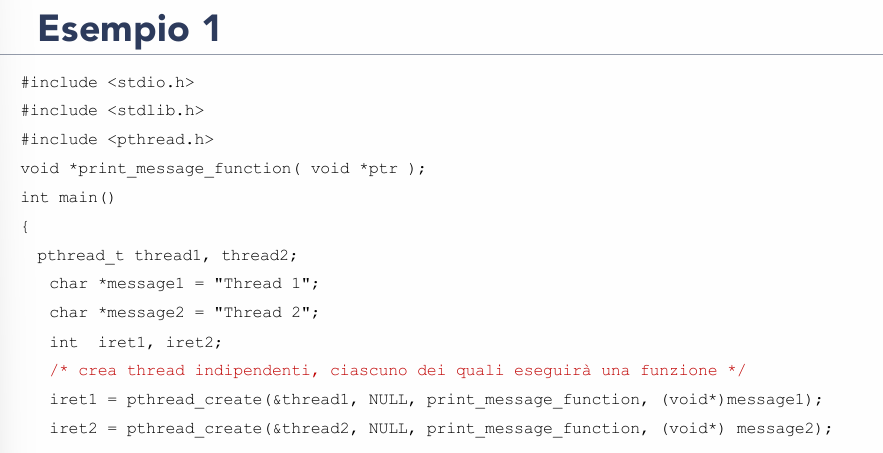 Esempio 1
#include <stdio.h>
#include <stdlib.h>
#include <pthread.h>
void *print_message_function( void *ptr );
int main()
{
pthread_t thread1, thread2;
char *message1 = "Thread 1";
char *message2 = "Thread 2";
int  iret1, iret2;
/* crea thread indipendenti, ciascuno dei quali eseguirà una funzione */
iret1 = pthread_create(&thread1, NULL, print_message_function, (void*)message1);
iret2 = pthread_create(&thread2, NULL, print_message_function, (void*) message2);